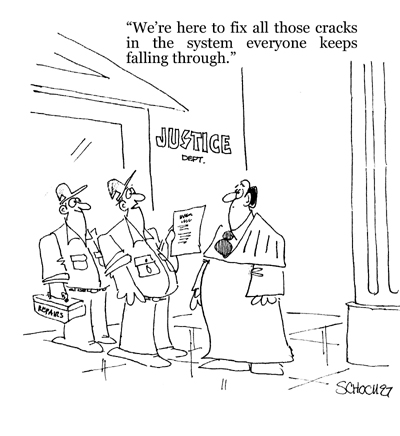 “We’re here to fix all those cracks
in the system everyone keeps
falling through.”
JUSTICE
DEPT.
REPAIRS
SCHOCH 87